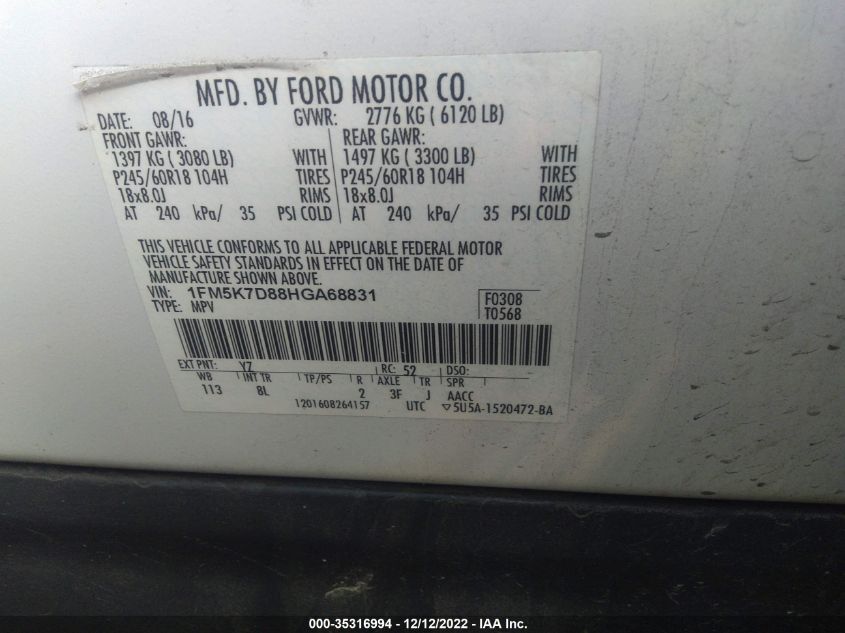 MFD. BY FORD MOTOR CO.
DATE: 08/16 GVWR: 2776 KG ( 6120 LB)
FRONT GAWR: REAR GAWR:
1397 KG ( 3080 LB) WITH 1497 KG ( 3300 LB) WITH
P245/60R18 104H TIRES P245/60R18 104H TIRES
18x8.0J RIMS 18x8.0J RIMS
AT 240 kPa/ 35 PSI COLD AT 240 kPa/ 35 PSI COLD
THIS VEHICLE CONFORMS TO ALL APPLICABLE FEDERAL MOTOR
VEHICLE SAFETY STANDARDS IN EFFECT ON THE DATE OF
MANUFACTURE SHOWN ABOVE.
VIN: 1FM5K7D88HGA68831 F0308
TYPE: MPV T0568
EXT PNT: YZ RC: 52 DSO:
WB INT TR TP/PS R AXLE TR SPR
113 8L 2 3F J AACC
1201608264157 UTC ▽5U5A-1520472-BA
000-35316994 - 12/12/2022 - IAA Inc.